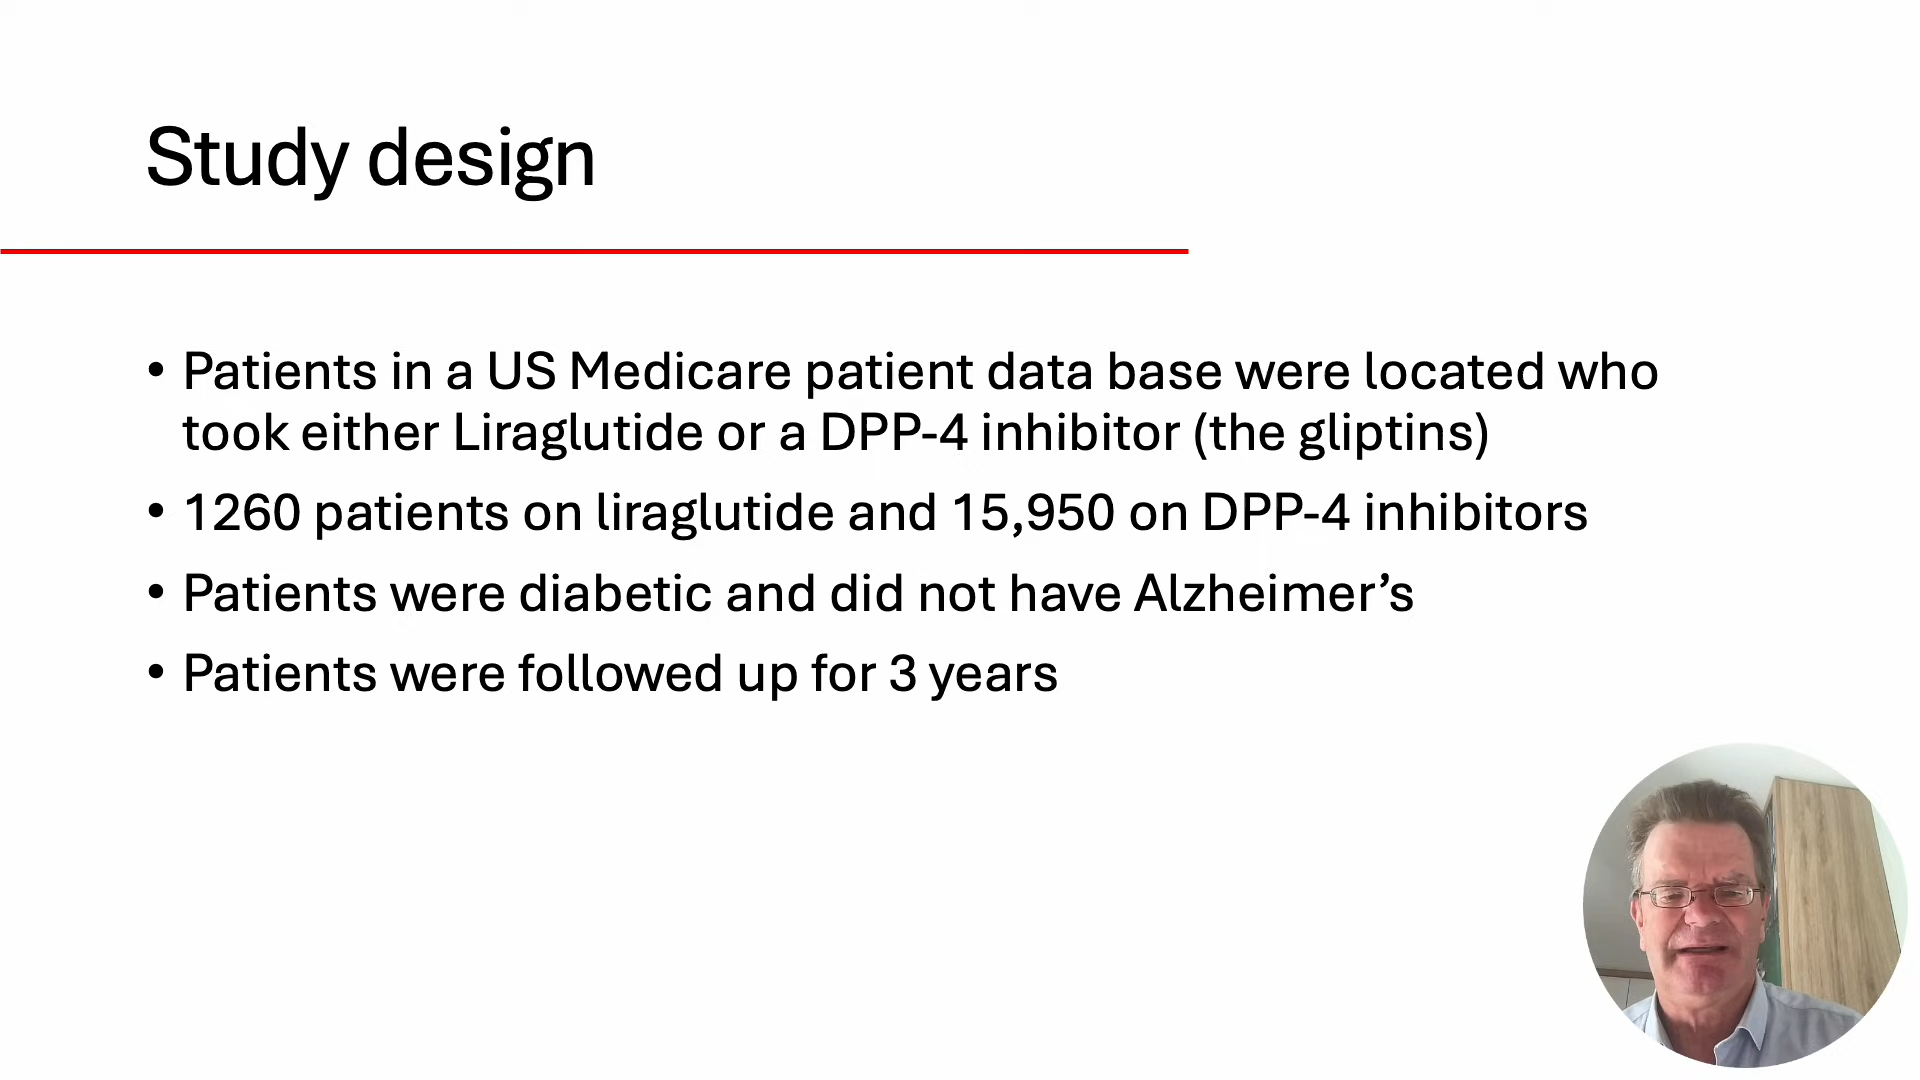 Study design
• Patients in a US Medicare patient data base were located who
took either Liraglutide or a DPP-4 inhibitor (the gliptins)
• 1260 patients on liraglutide and 15,950 on DPP-4 inhibitors
• Patients were diabetic and did not have Alzheimer’s
• Patients were followed up for 3 years